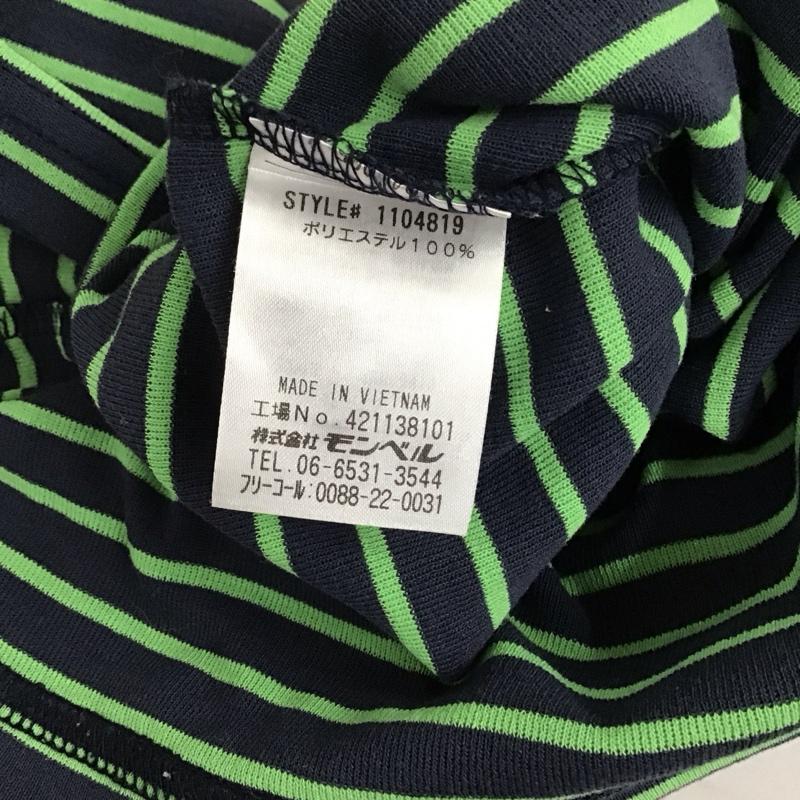 STYLE# 1104819
ポリエステル100%
MADE IN VIETNAM
工場No.421138101
株式会社モンベル
TEL.06-6531-3544
フリーコール:0088-22-0031